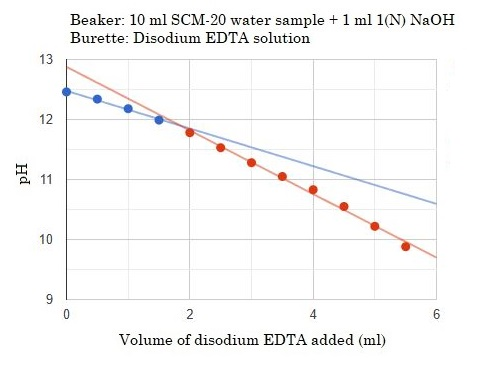 Beaker: 10 ml SCM-20 water sample + 1 ml 1(N) NaOH
Burette: Disodium EDTA solution
13
12
11
10
9
pH
0 2 4 6
Volume of disodium EDTA added (ml)